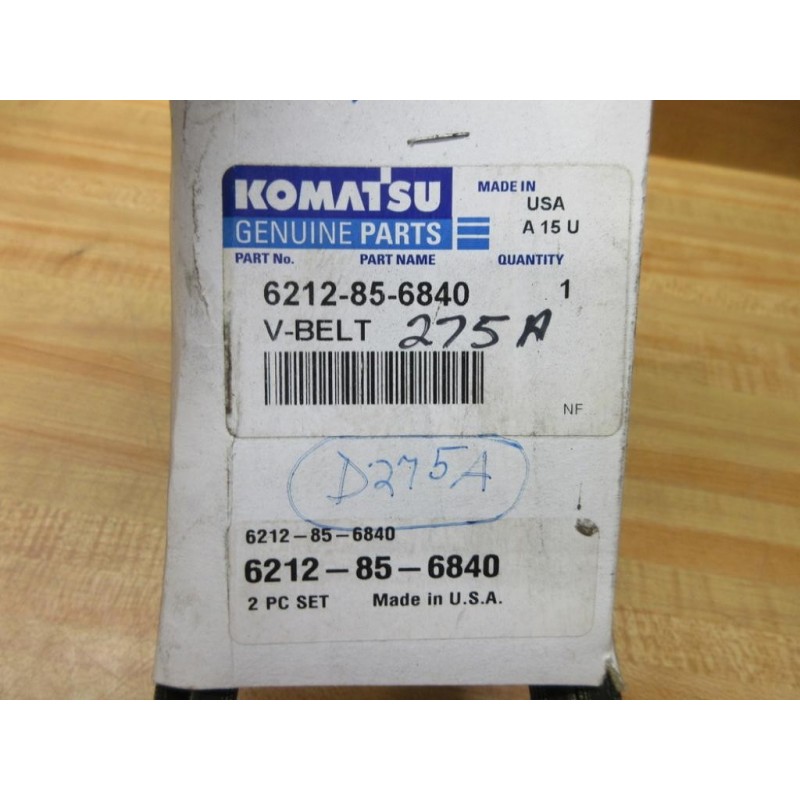 KOMATSU
GENUINE PARTS
MADE IN
USA
A 15 U
PART No. PART NAME QUANTITY
6212-85-6840 1
V-BELT 275A
NF
D275A
6212-85-6840
6212-85-6840
2 PC SET Made in U.S.A.